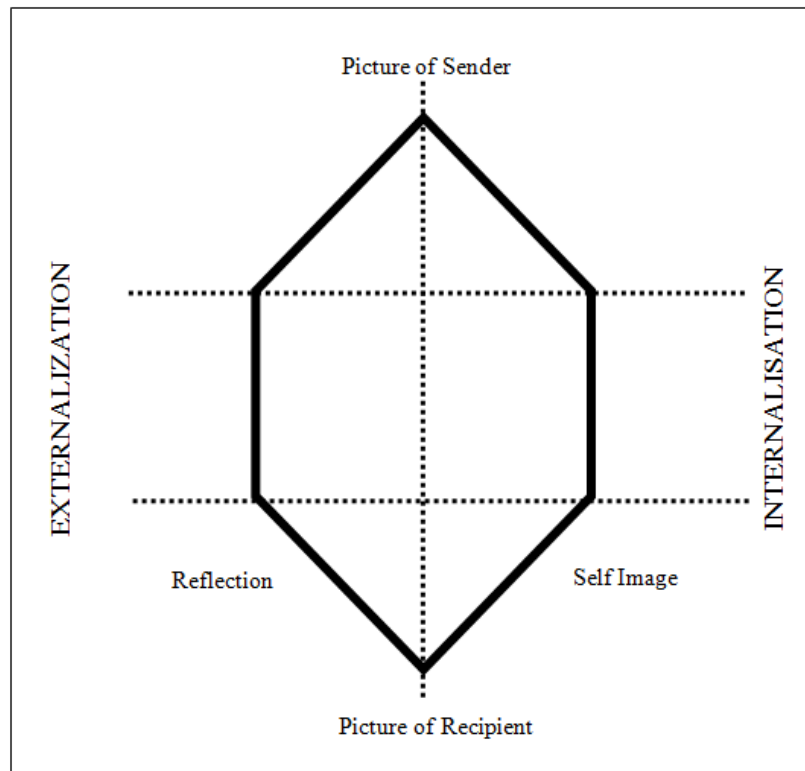 Picture of Sender
EXTERNALIZATION
INTERNALISATION
Reflection
Self Image
Picture of Recipient